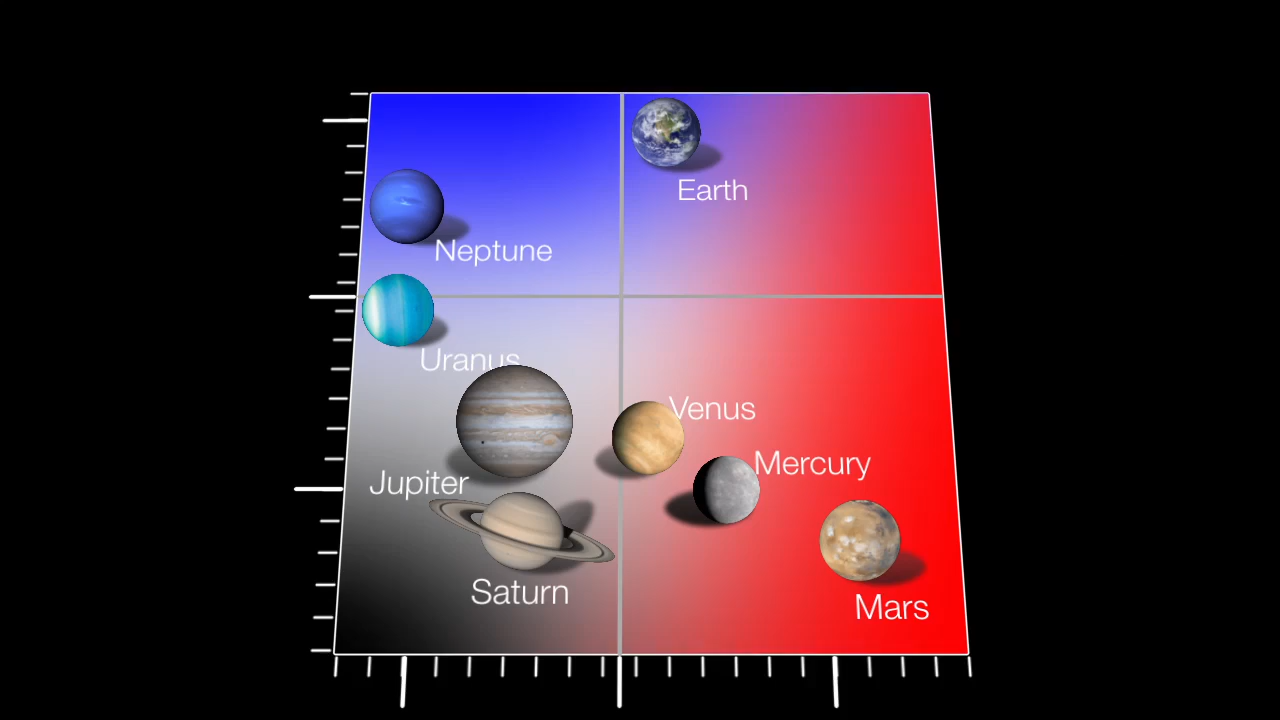 Earth
Neptune
Uranus
Venus
Mercury
Jupiter
Saturn
Mars